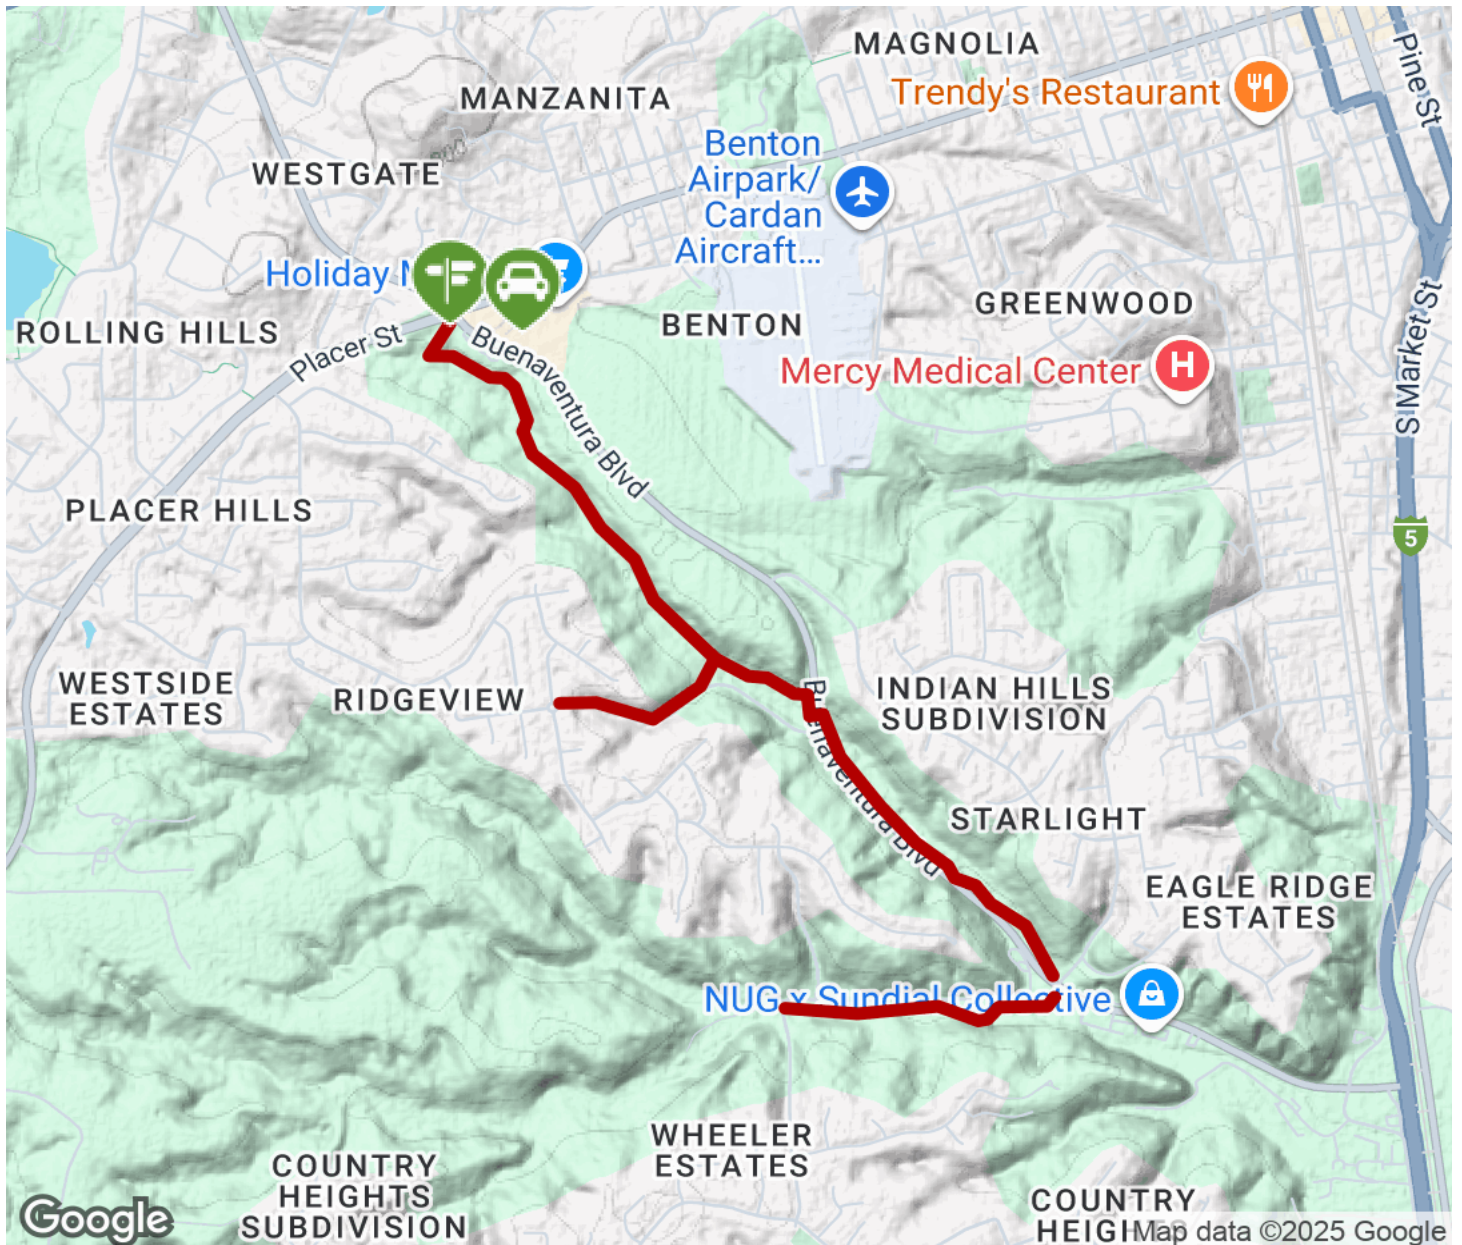 MAGNOLIA
Trendy's Restaurant
Pine St
MANZANITA
Benton
Airpark/
Cardan
Aircraft...
WESTGATE
Holiday
GREENWOOD
ROLLING HILLS
Placer St
BENTON
Buenaventura Blvd
Mercy Medical Center
H
S Market St
PLACER HILLS
5
WESTSIDE
ESTATES
RIDGEVIEW
INDIAN HILLS
SUBDIVISION
Buenaventura Blvd
STARLIGHT
EAGLE RIDGE
ESTATES
NUG x Sundial Collective
WHEELER
ESTATES
COUNTRY
HEIGHTS
SUBDIVISION
COUNTRY
Google
Map data ©2025 Google